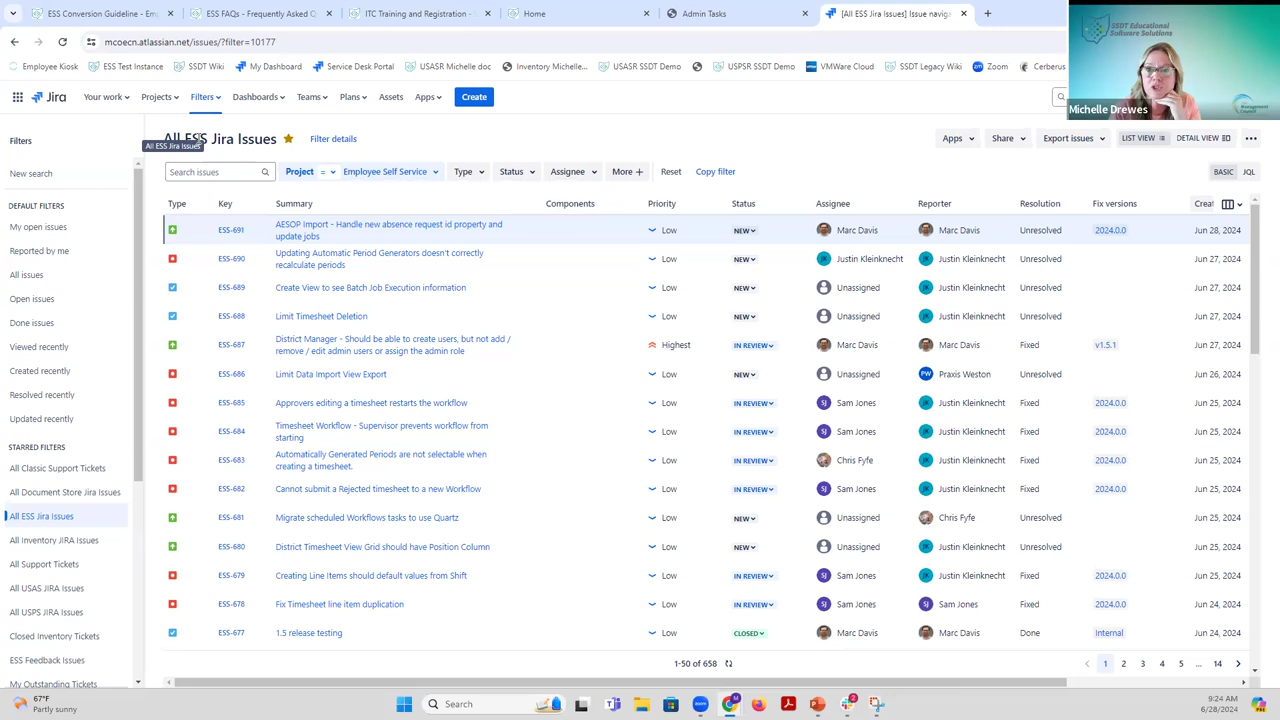 ESS Conversion Guideline - Emp
ESS FAQs - Frequently Asked Q
ITC Training and Registration -
Home
Admin Tasks
[All ESS Jira Issues] Issue naviga
mcoecn.atlassian.net/issues/?filter=10177
Employee Kiosk
ESS Test Instance
SSDT Wiki
My Dashboard
Service Desk Portal
USASR Michelle doc
Inventory Michelle...
USASR SSDT Demo
USPSR SSDT Demo
VMWare Cloud
SSDT Legacy Wiki
Zoom
Cerberus
SSDT Educational
Software Solutions
Management
Council
Michelle Drewes
Jira
Your work
Projects
Filters
Dashboards
Teams
Plans
Assets
Apps
Create
Filters
All ESS Jira Issues
Filter details
Apps
Share
Export issues
LIST VIEW
DETAIL VIEW
All ESS Jira Issues
New search
Search issues
Project = Employee Self Service
Type
Status
Assignee
More +
Reset
Copy filter
BASIC
JQL
DEFAULT FILTERS
My open issues
Reported by me
All issues
Open issues
Done issues
Viewed recently
Created recently
Resolved recently
Updated recently
STARRED FILTERS
All Classic Support Tickets
All Document Store Jira Issues
All ESS Jira Issues
All Inventory JIRA Issues
All Support Tickets
All USAS JIRA Issues
All USPS JIRA Issues
Closed Inventory Tickets
ESS Feedback Issues
My Outstanding Tickets
Type Key Summary Components Priority Status Assignee Reporter Resolution Fix versions Creat
ESS-691 AESOP Import - Handle new absence request id property and Low NEW Marc Davis Marc Davis Unresolved 2024.0.0 Jun 28, 2024
update jobs
ESS-690 Updating Automatic Period Generators doesn't correctly Low NEW Justin Kleinknecht Justin Kleinknecht Unresolved Jun 27, 2024
recalculate periods
ESS-689 Create View to see Batch Job Execution information Low NEW Unassigned Justin Kleinknecht Unresolved Jun 27, 2024
ESS-688 Limit Timesheet Deletion Low NEW Unassigned Justin Kleinknecht Unresolved Jun 27, 2024
ESS-687 District Manager - Should be able to create users, but not add / Highest IN REVIEW Marc Davis Marc Davis Fixed v1.5.1 Jun 27, 2024
remove / edit admin users or assign the admin role
ESS-686 Limit Data Import View Export Low NEW Unassigned PW Praxis Weston Unresolved Jun 26, 2024
ESS-685 Approvers editing a timesheet restarts the workflow Low IN REVIEW SJ Sam Jones Justin Kleinknecht Fixed 2024.0.0 Jun 25, 2024
ESS-684 Timesheet Workflow - Supervisor prevents workflow from Low IN REVIEW SJ Sam Jones Justin Kleinknecht Fixed 2024.0.0 Jun 25, 2024
starting
ESS-683 Automatically Generated Periods are not selectable when Low IN REVIEW Chris Fyfe Justin Kleinknecht Fixed 2024.0.0 Jun 25, 2024
creating a timesheet.
ESS-682 Cannot submit a Rejected timesheet to a new Workflow Low IN REVIEW SJ Sam Jones Justin Kleinknecht Fixed 2024.0.0 Jun 25, 2024
ESS-681 Migrate scheduled Workflows tasks to use Quartz Low NEW Unassigned Chris Fyfe Unresolved Jun 25, 2024
ESS-680 District Timesheet View Grid should have Position Column Low NEW Unassigned Justin Kleinknecht Unresolved Jun 25, 2024
ESS-679 Creating Line Items should default values from Shift Low IN REVIEW SJ Sam Jones Justin Kleinknecht Fixed 2024.0.0 Jun 25, 2024
ESS-678 Fix Timesheet line item duplication Low IN REVIEW SJ Sam Jones SJ Sam Jones Fixed 2024.0.0 Jun 24, 2024
ESS-677 1.5 release testing Low CLOSED Marc Davis Marc Davis Done Internal Jun 24, 2024
1-50 of 658
1 2 3 4 5 ... 14
67°F
Partly sunny
Search
9:24 AM
6/28/2024